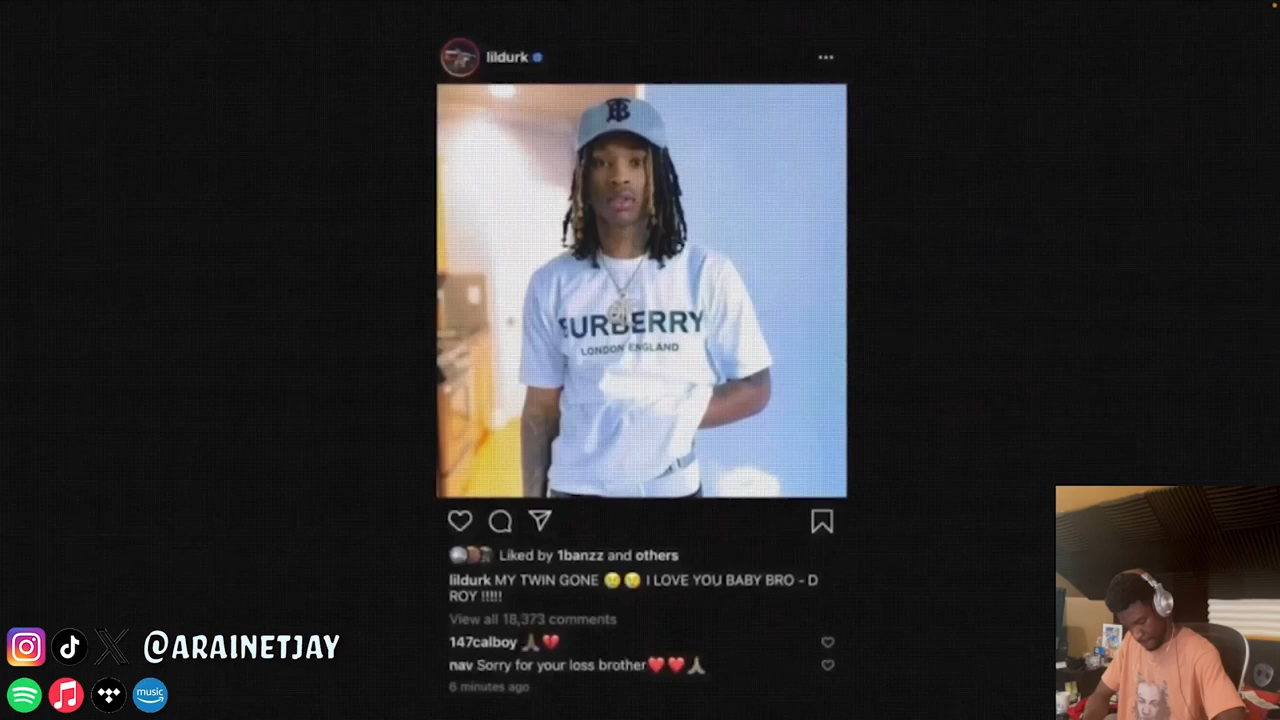 lildurk
BURBERRY
LONDON ENGLAND
Liked by 1banzz and others
lildurk MY TWIN GONE 😢😢 I LOVE YOU BABY BRO - D
ROY !!!!!
View all 18,373 comments
147calboy 🙏🏽💔
nav Sorry for your loss brother❤️❤️🙏🏽
6 minutes ago
@ARAINETJAY
music